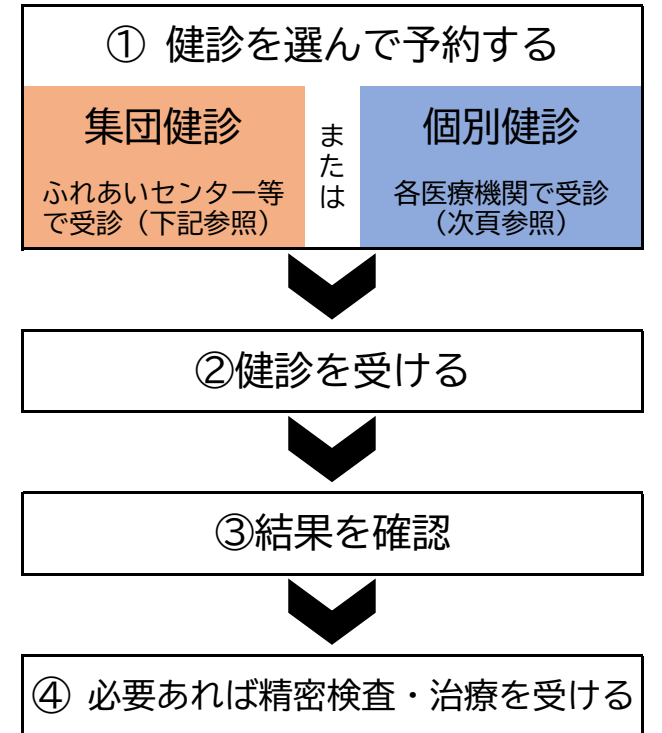 ① 健診を選んで予約する
集団健診
ふれあいセンター等
で受診（下記参照）
または
個別健診
各医療機関で受診
（次頁参照）
②健診を受ける
③結果を確認
④ 必要あれば精密検査・治療を受ける